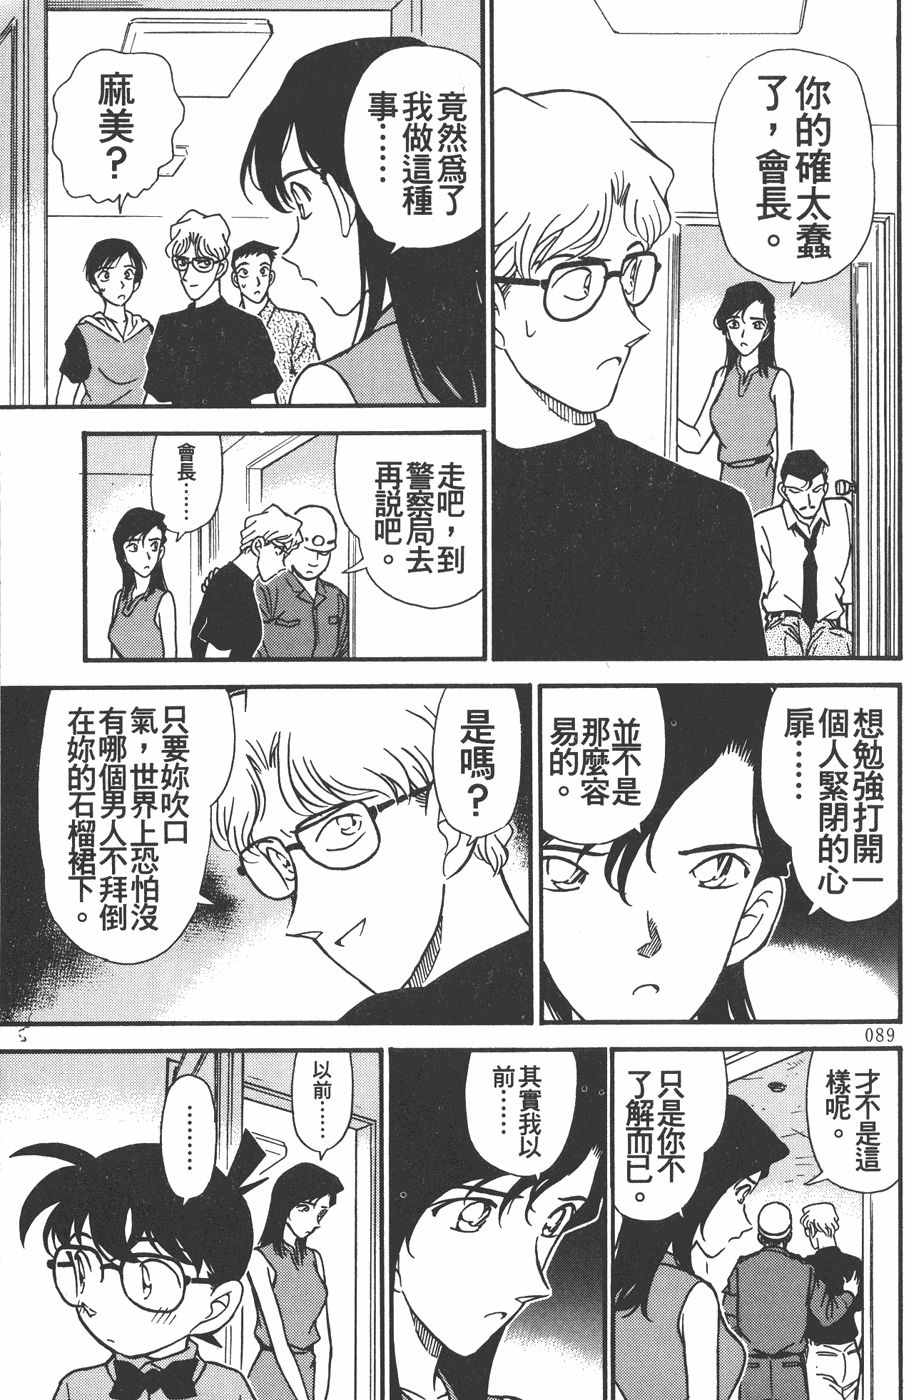 你的確太蠢
了，會長。
竟然爲了
我做這種
事……
麻美？
走吧，到
警察局去
再說吧。
會長……
想勉強打開一
個人緊閉的心
扉……
並不是
那麼容
易的。
是嗎？
只要妳吹口
氣，世界上恐怕沒
有哪個男人不拜倒
在妳的石榴裙下。
089
才不是這
樣呢。
只是你不
了解而已。
其實我以
前……
以前……
………